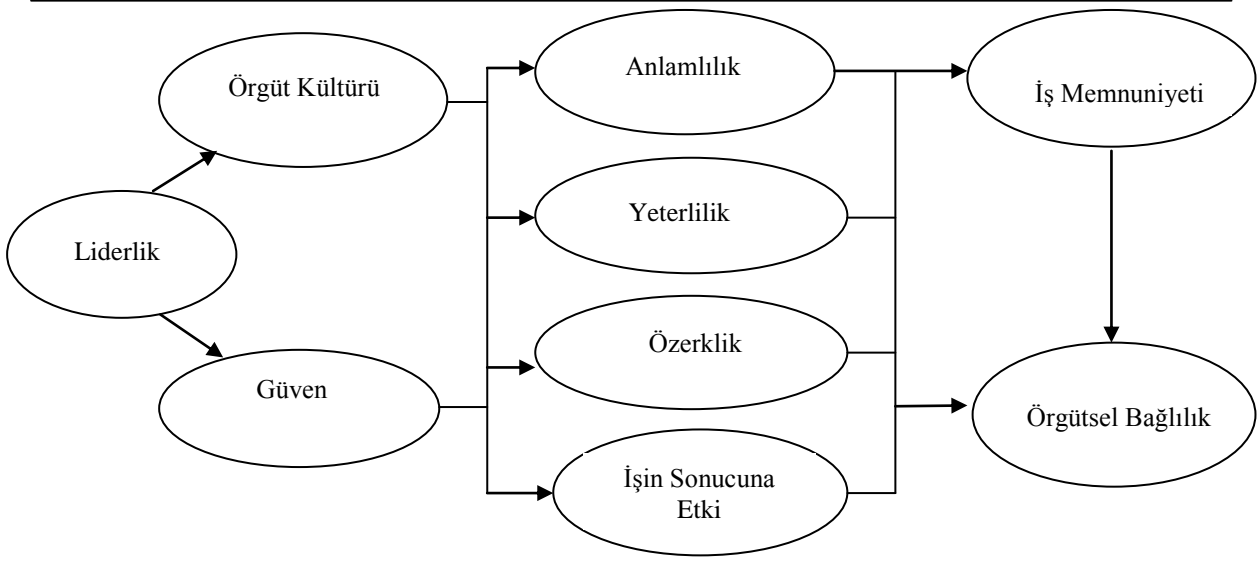 Örgüt Kültürü
Anlamlılık
İş Memnuniyeti
Liderlik
Yeterlilik
Güven
Özerklik
Örgütsel Bağlılık
İşin Sonucuna
Etki